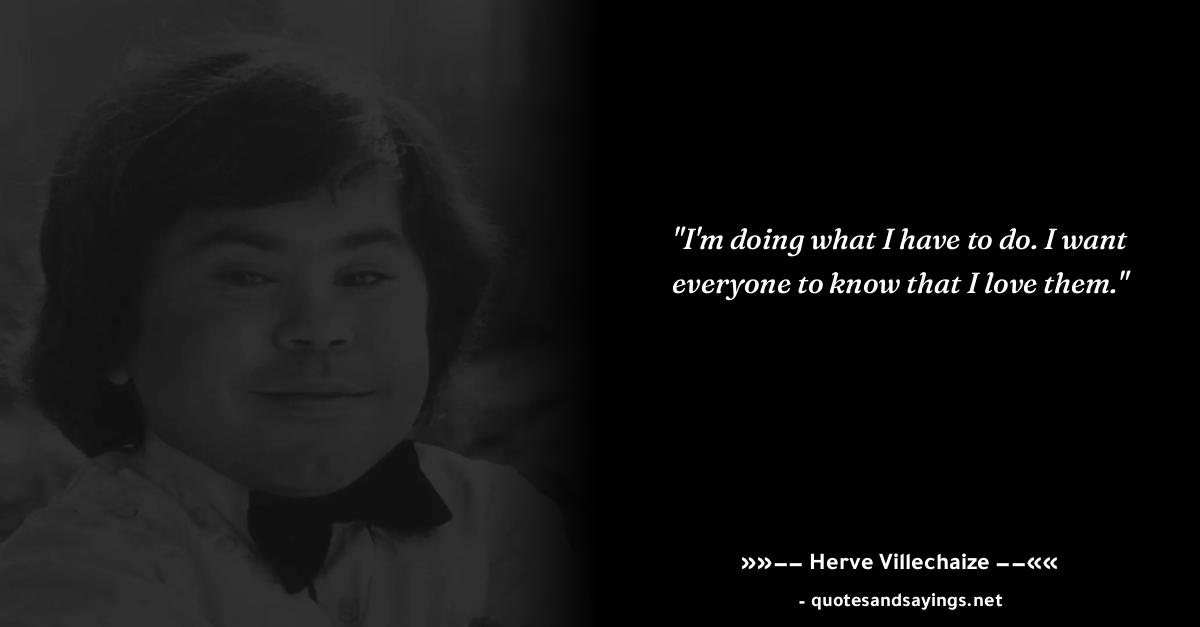 "I'm doing what I have to do. I want
everyone to know that I love them."
»»–– Herve Villechaize ––««
- quotesandsayings.net